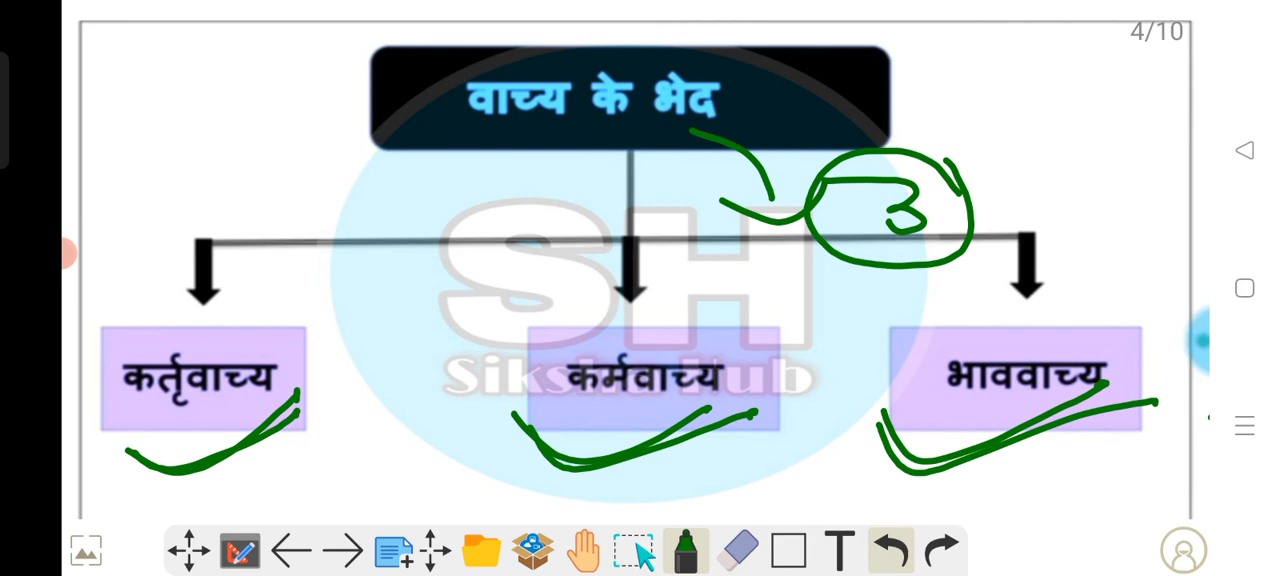 4/10
वाच्य के भेद
3
SH
Siksha Hub
कर्तृवाच्य
कर्मवाच्य
भाववाच्य
T